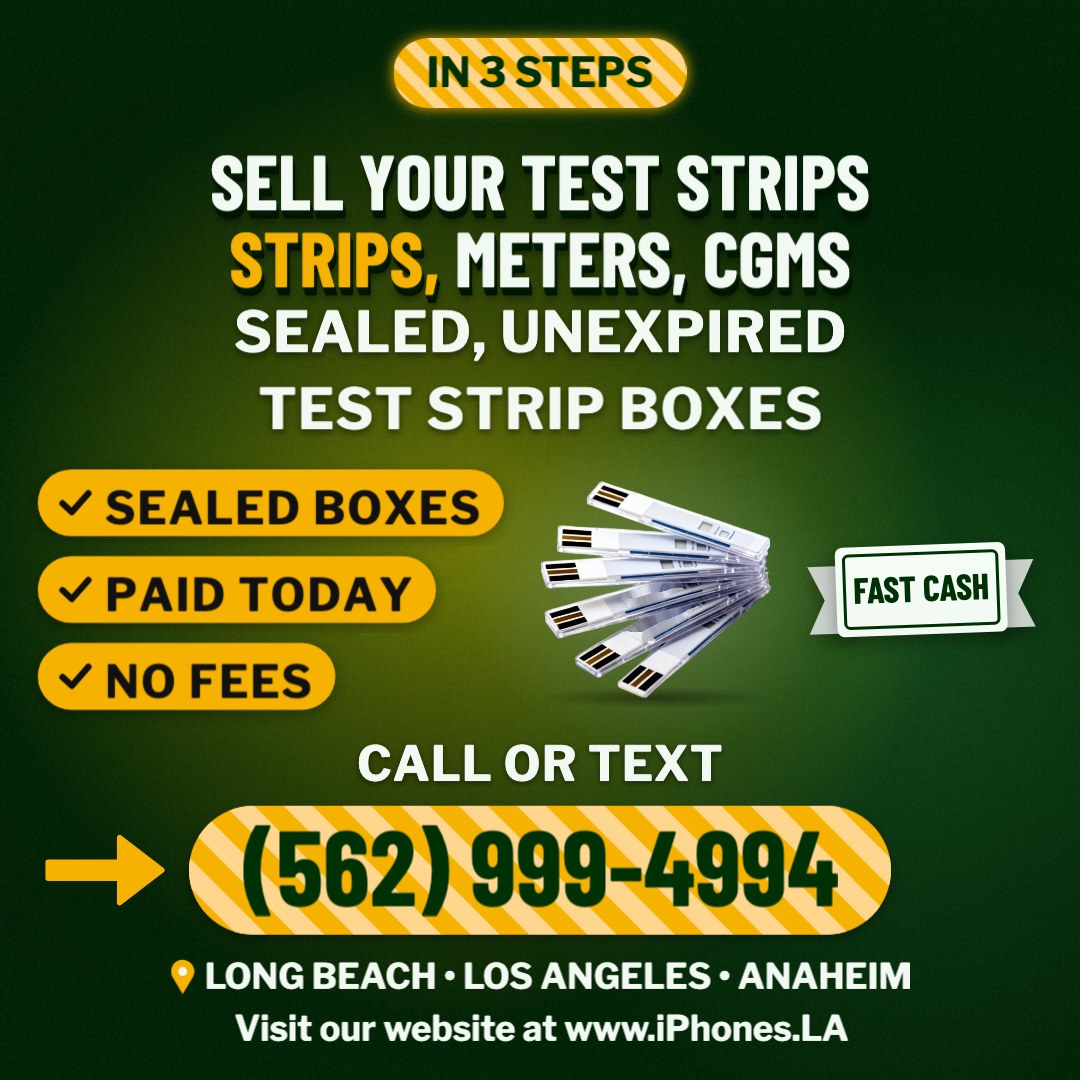 IN 3 STEPS
SELL YOUR TEST STRIPS
STRIPS, METERS, CGMS
SEALED, UNEXPIRED
TEST STRIP BOXES
SEALED BOXES
PAID TODAY
NO FEES
FAST CASH
CALL OR TEXT
(562) 999-4994
LONG BEACH • LOS ANGELES • ANAHEIM
Visit our website at www.iPhones.LA